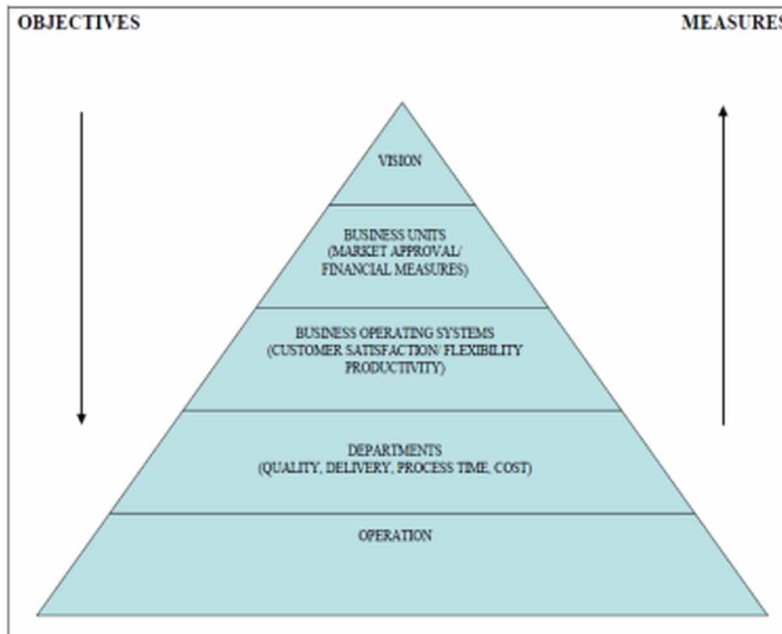 OBJECTIVES
MEASURES
VISION
BUSINESS UNITS
(MARKET APPROVAL/
FINANCIAL MEASURES)
BUSINESS OPERATING SYSTEMS
(CUSTOMER SATISFACTION/ FLEXIBILITY
PRODUCTIVITY)
DEPARTMENTS
(QUALITY, DELIVERY, PROCESS TIME, COST)
OPERATION